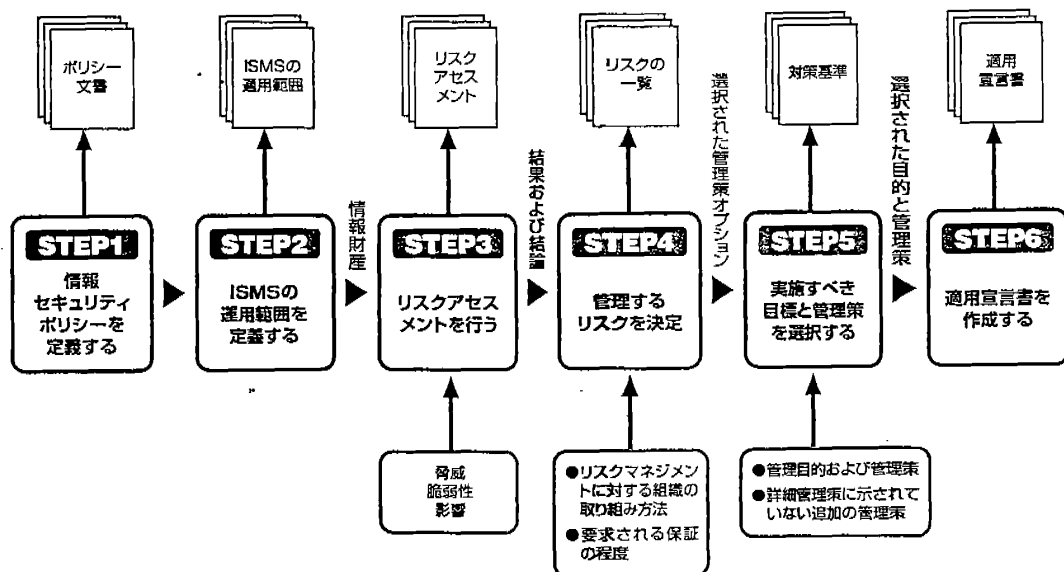 ポリシー
文書
ISMSの
適用範囲
リスク
アセス
メント
リスクの
一覧
対策基準
適用
宣言書
STEP1
情報
セキュリティ
ポリシーを
定義する
STEP2
ISMSの
運用範囲を
定義する
情報財産
STEP3
リスクアセス
メントを行う
結果および結論
STEP4
管理する
リスクを決定
選択された管理策オプション
STEP5
実施すべき
目標と管理策
を選択する
選択された目的と管理策
STEP6
適用宣言書を
作成する
脅威
脆弱性
影響
●リスクマネジメン
トに対する組織の
取り組み方法
●要求される保証
の程度
●管理目的および管理策
●詳細管理策に示されて
いない追加の管理策